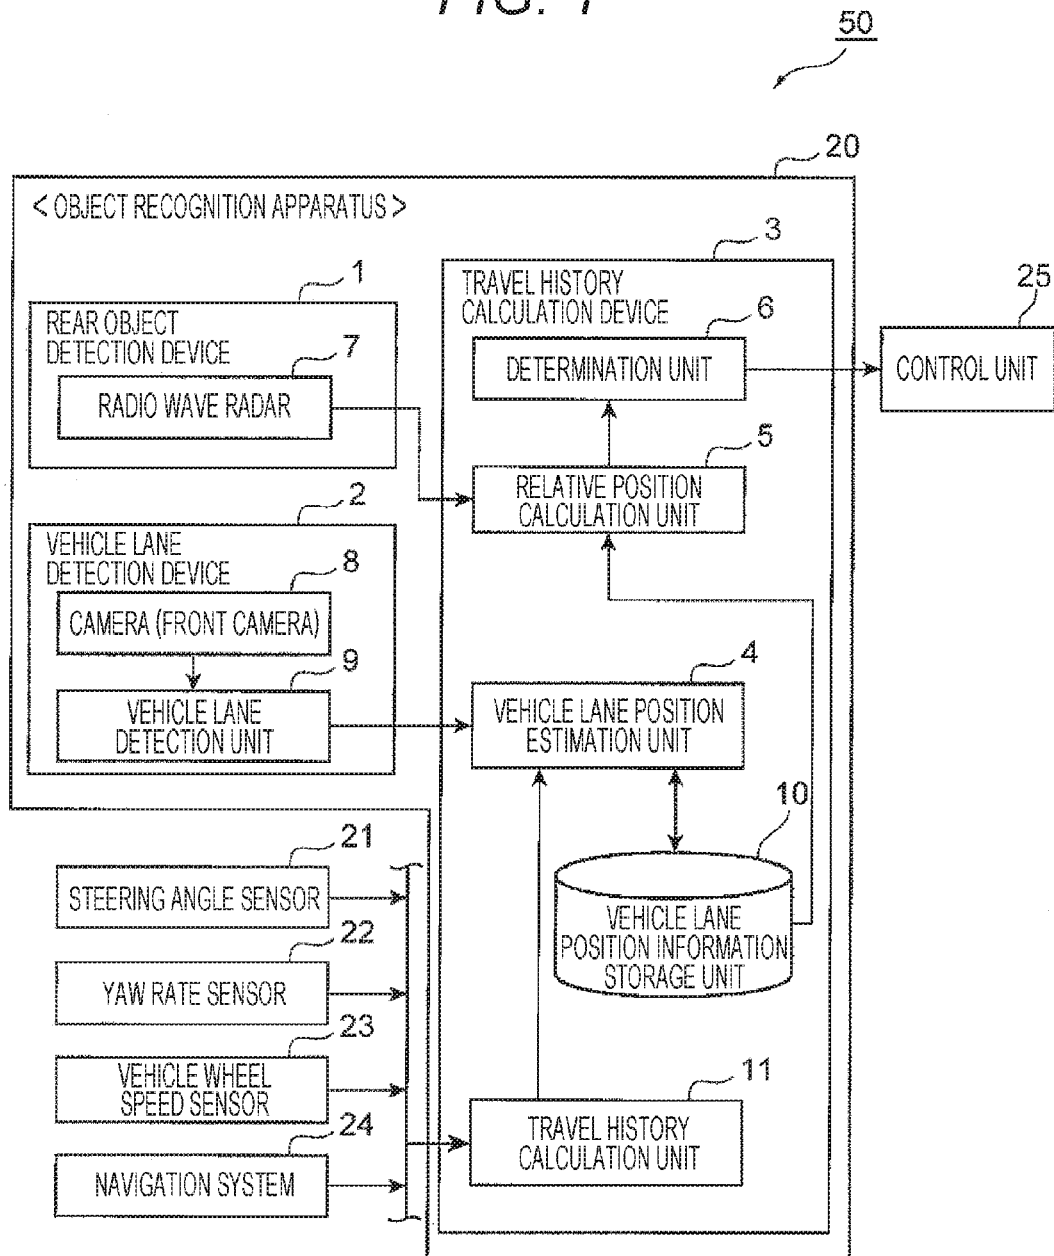 FIG. 1
50
20
< OBJECT RECOGNITION APPARATUS >
1
REAR OBJECT
DETECTION DEVICE
7
RADIO WAVE RADAR
2
VEHICLE LANE
DETECTION DEVICE
8
CAMERA (FRONT CAMERA)
9
VEHICLE LANE
DETECTION UNIT
3
TRAVEL HISTORY
CALCULATION DEVICE
6
DETERMINATION UNIT
5
RELATIVE POSITION
CALCULATION UNIT
4
VEHICLE LANE POSITION
ESTIMATION UNIT
10
VEHICLE LANE
POSITION INFORMATION
STORAGE UNIT
11
TRAVEL HISTORY
CALCULATION UNIT
25
CONTROL UNIT
21
STEERING ANGLE SENSOR
22
YAW RATE SENSOR
23
VEHICLE WHEEL
SPEED SENSOR
24
NAVIGATION SYSTEM